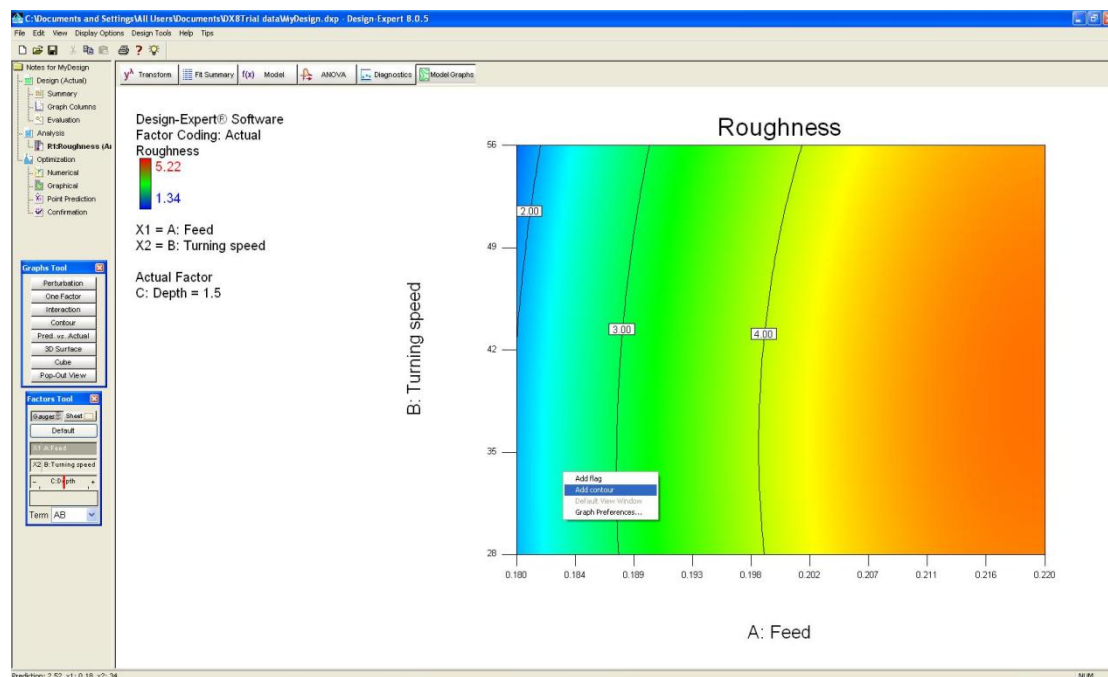 C:\Documents and Settings\All Users\Documents\DX8Trial data\MyDesign.dxp - Design-Expert 8.0.5
File Edit View Display Options Design Tools Help Tips
Notes for MyDesign
Design (Actual)
Summary
Graph Columns
Evaluation
Analysis
R1:Roughness (Ar
Optimization
Numerical
Graphical
Point Prediction
Confirmation
yλ Transform Fit Summary f(x) Model ANOVA Diagnostics Model Graphs
Graphs Tool
Perturbation
One Factor
Interaction
Contour
Pred. vs. Actual
3D Surface
Cube
Pop-Out View
Factors Tool
Gauges Sheet
Default
X1 A:Feed
X2 B:Turning speed
- C:Depth +
Term AB
Design-Expert® Software
Factor Coding: Actual
Roughness
5.22
1.34
X1 = A: Feed
X2 = B: Turning speed
Actual Factor
C: Depth = 1.5
Roughness
B: Turning speed
56
49
42
35
28
2.00
3.00
4.00
Add flag
Add contour
Default View Window
Graph Preferences...
0.180 0.184 0.189 0.193 0.198 0.202 0.207 0.211 0.216 0.220
A: Feed
Prediction: 2.52 x1: 0.18 x2: 34
NUM